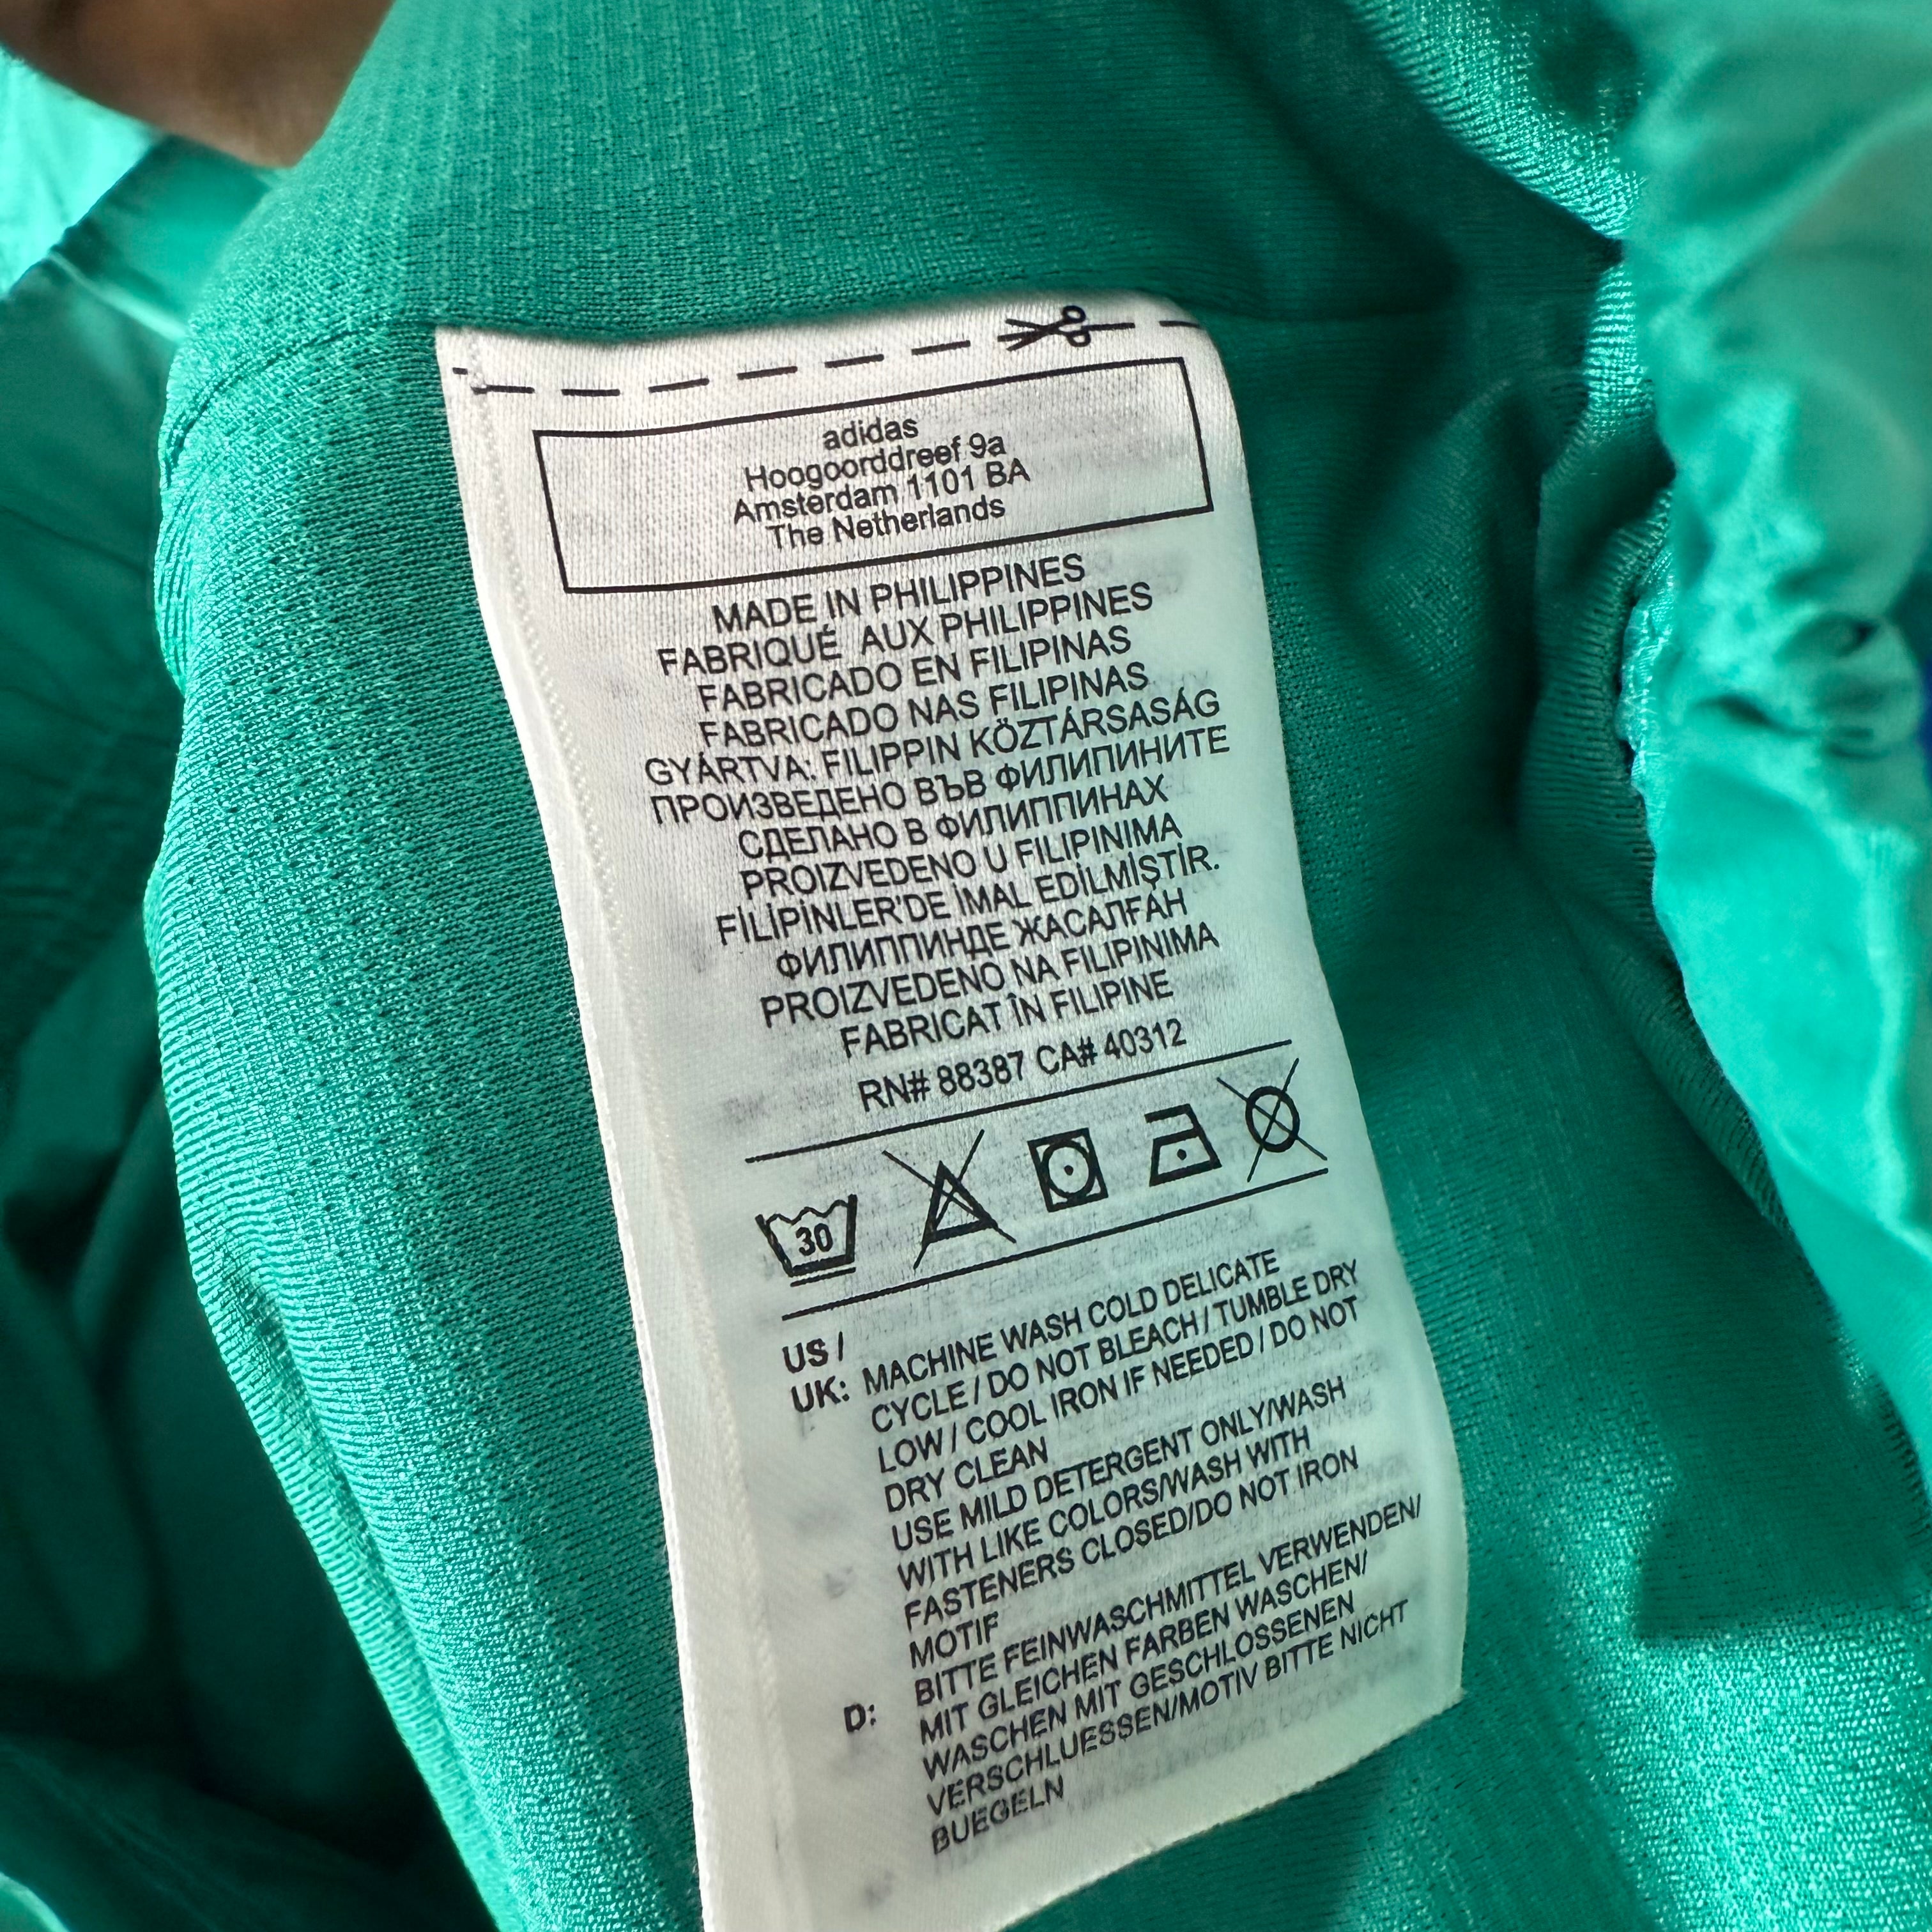 adidas
Hoogoorddreef 9a
Amsterdam 1101 BA
The Netherlands
MADE IN PHILIPPINES
FABRIQUÉ AUX PHILIPPINES
FABRICADO EN FILIPINAS
FABRICADO NAS FILIPINAS
GYÁRTVA: FILIPPIN KÖZTÁRSASÁG
ПРОИЗВЕДЕНО ВЪВ ФИЛИПИНИТЕ
СДЕЛАНО В ФИЛИППИНАХ
PROIZVEDENO U FILIPINIMA
FİLİPİNLER'DE İMAL EDİLMİŞTİR.
ФИЛИППИНДЕ ЖАСАЛҒАН
PROIZVEDENO NA FILIPINIMA
FABRICAT ÎN FILIPINE
RN# 88387 CA# 40312
30
US /
UK: MACHINE WASH COLD DELICATE
CYCLE / DO NOT BLEACH / TUMBLE DRY
LOW / COOL IRON IF NEEDED / DO NOT
DRY CLEAN
USE MILD DETERGENT ONLY/WASH
WITH LIKE COLORS/WASH WITH
FASTENERS CLOSED/DO NOT IRON
MOTIF
D: BITTE FEINWASCHMITTEL VERWENDEN/
MIT GLEICHEN FARBEN WASCHEN/
WASCHEN MIT GESCHLOSSENEN
VERSCHLUESSEN/MOTIV BITTE NICHT
BUEGELN